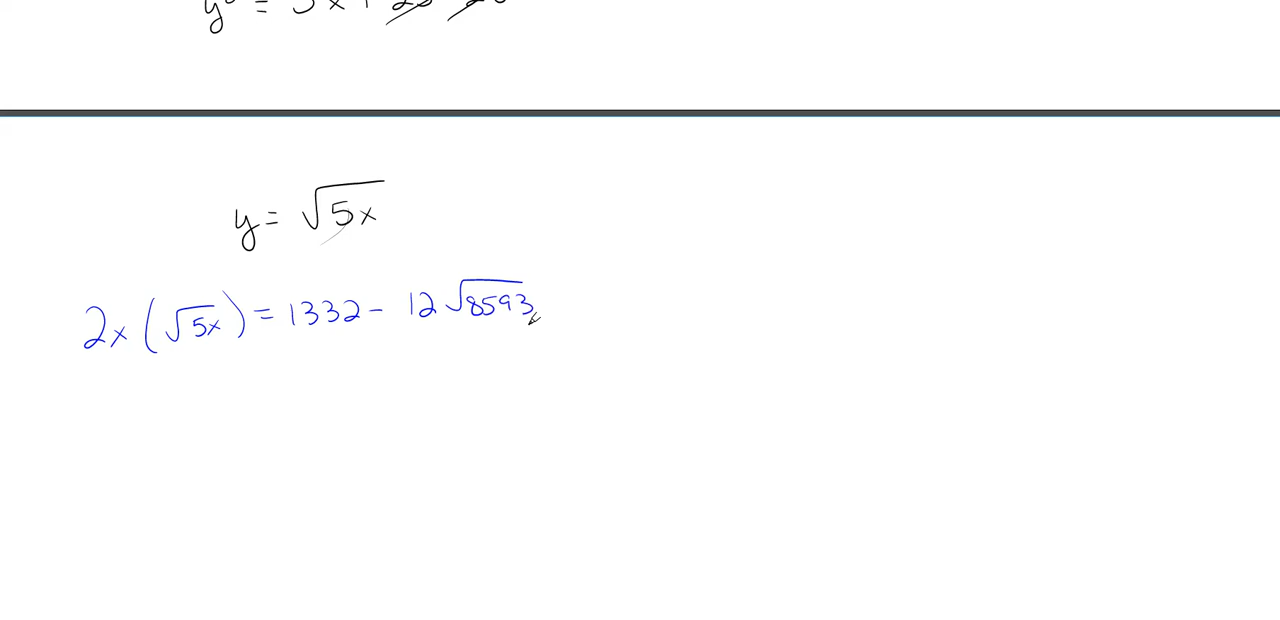 y = √5x
2x (√5x) = 1332 - 12√8593